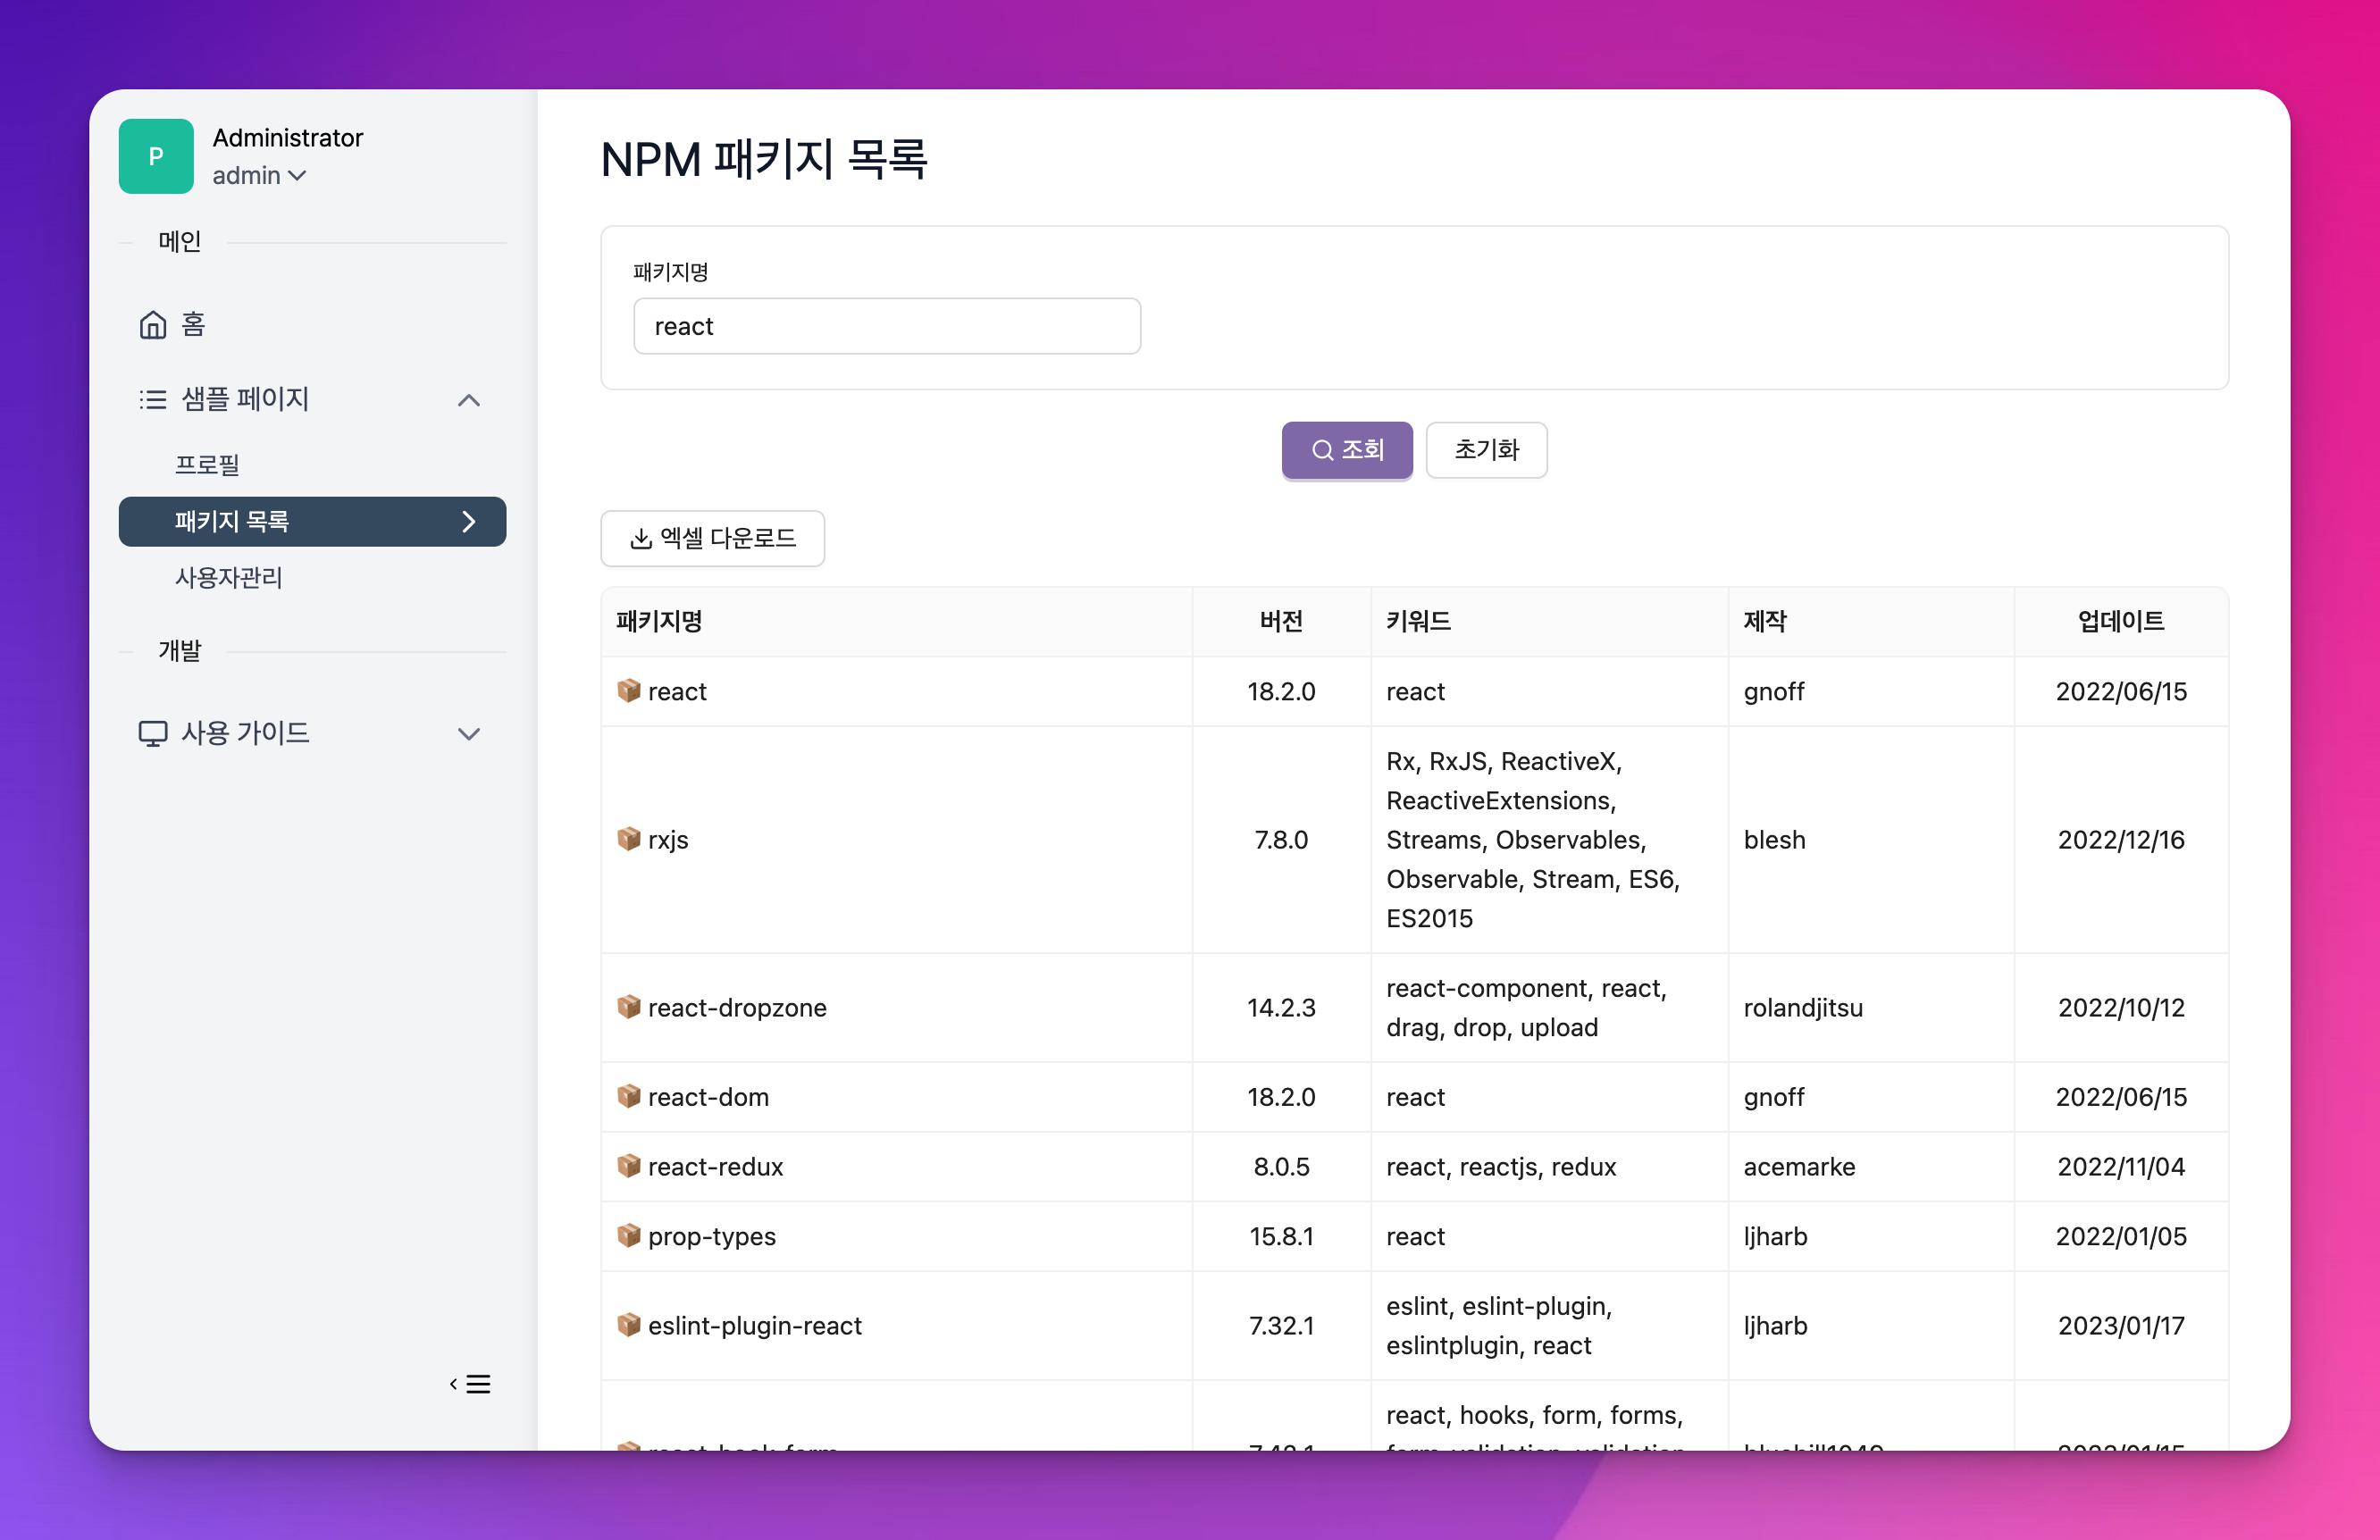 P
Administrator
admin
메인
홈
샘플 페이지
프로필
패키지 목록
사용자관리
개발
사용 가이드
NPM 패키지 목록
패키지명
react
조회
초기화
엑셀 다운로드
패키지명 버전 키워드 제작 업데이트
react 18.2.0 react gnoff 2022/06/15
rxjs 7.8.0 Rx, RxJS, ReactiveX,
ReactiveExtensions,
Streams, Observables,
Observable, Stream, ES6,
ES2015
blesh 2022/12/16
react-dropzone 14.2.3 react-component, react,
drag, drop, upload
rolandjitsu 2022/10/12
react-dom 18.2.0 react gnoff 2022/06/15
react-redux 8.0.5 react, reactjs, redux acemarke 2022/11/04
prop-types 15.8.1 react ljharb 2022/01/05
eslint-plugin-react 7.32.1 eslint, eslint-plugin,
eslintplugin, react
ljharb 2023/01/17
react, hooks, form, forms,
react-hook-form